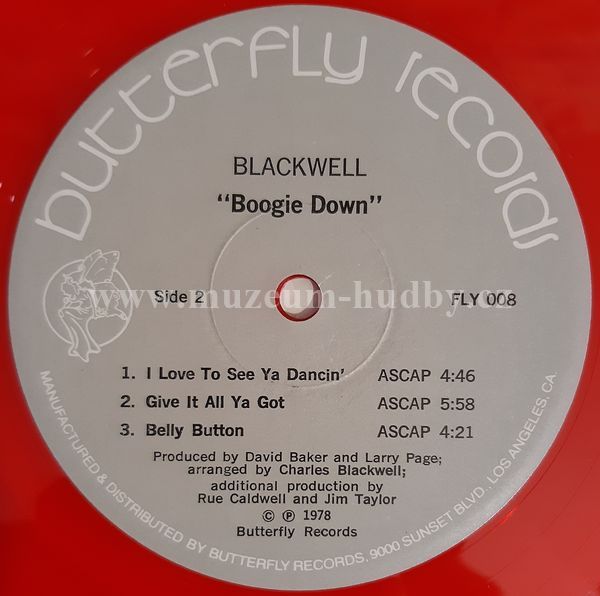 butterfly records
BLACKWELL
"Boogie Down"
www.muzeum-hudby.cz
Side 2
FLY 008
1. I Love To See Ya Dancin' ASCAP 4:46
2. Give It All Ya Got ASCAP 5:58
3. Belly Button ASCAP 4:21
Produced by David Baker and Larry Page;
arranged by Charles Blackwell;
additional production by
Rue Caldwell and Jim Taylor
© ℗ 1978
Butterfly Records
MANUFACTURED & DISTRIBUTED BY BUTTERFLY RECORDS, 9000 SUNSET BLVD. LOS ANGELES, CA.